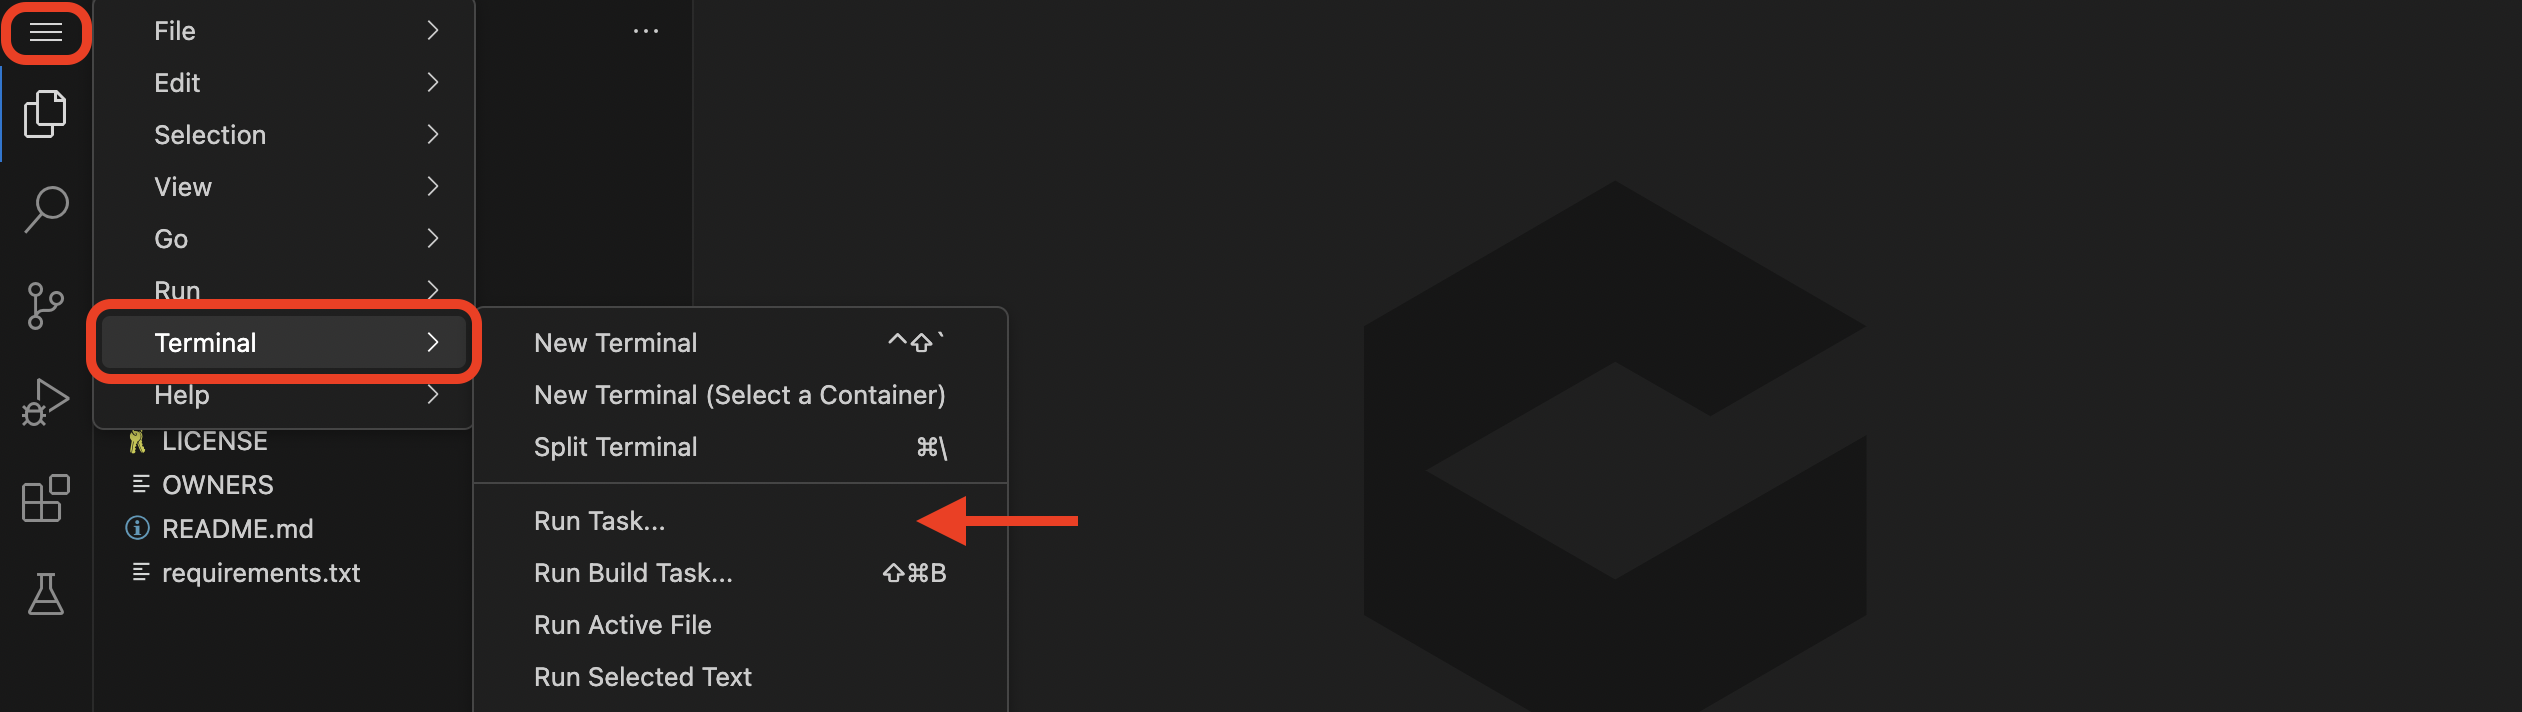 File
Edit
Selection
View
Go
Run
Terminal
Help
New Terminal ^⇧`
New Terminal (Select a Container)
Split Terminal ⌘\
Run Task...
Run Build Task... ⇧⌘B
Run Active File
Run Selected Text
LICENSE
OWNERS
README.md
requirements.txt